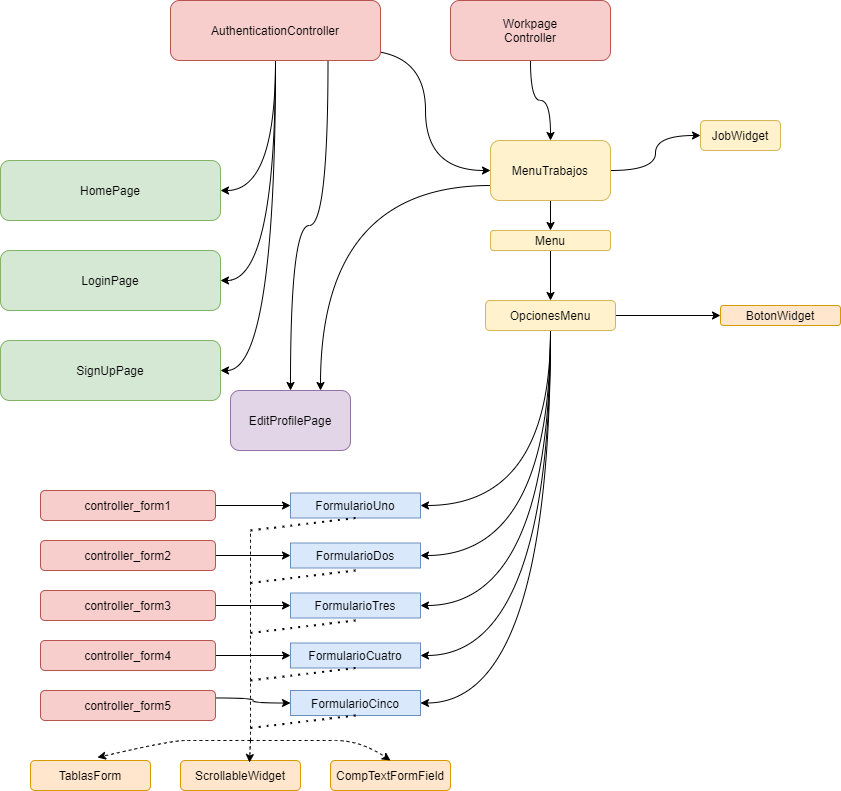 AuthenticationController
Workpage
Controller
JobWidget
MenuTrabajos
HomePage
Menu
LoginPage
OpcionesMenu
BotonWidget
SignUpPage
EditProfilePage
controller_form1
FormularioUno
controller_form2
FormularioDos
controller_form3
FormularioTres
controller_form4
FormularioCuatro
controller_form5
FormularioCinco
TablasForm
ScrollableWidget
CompTextFormField